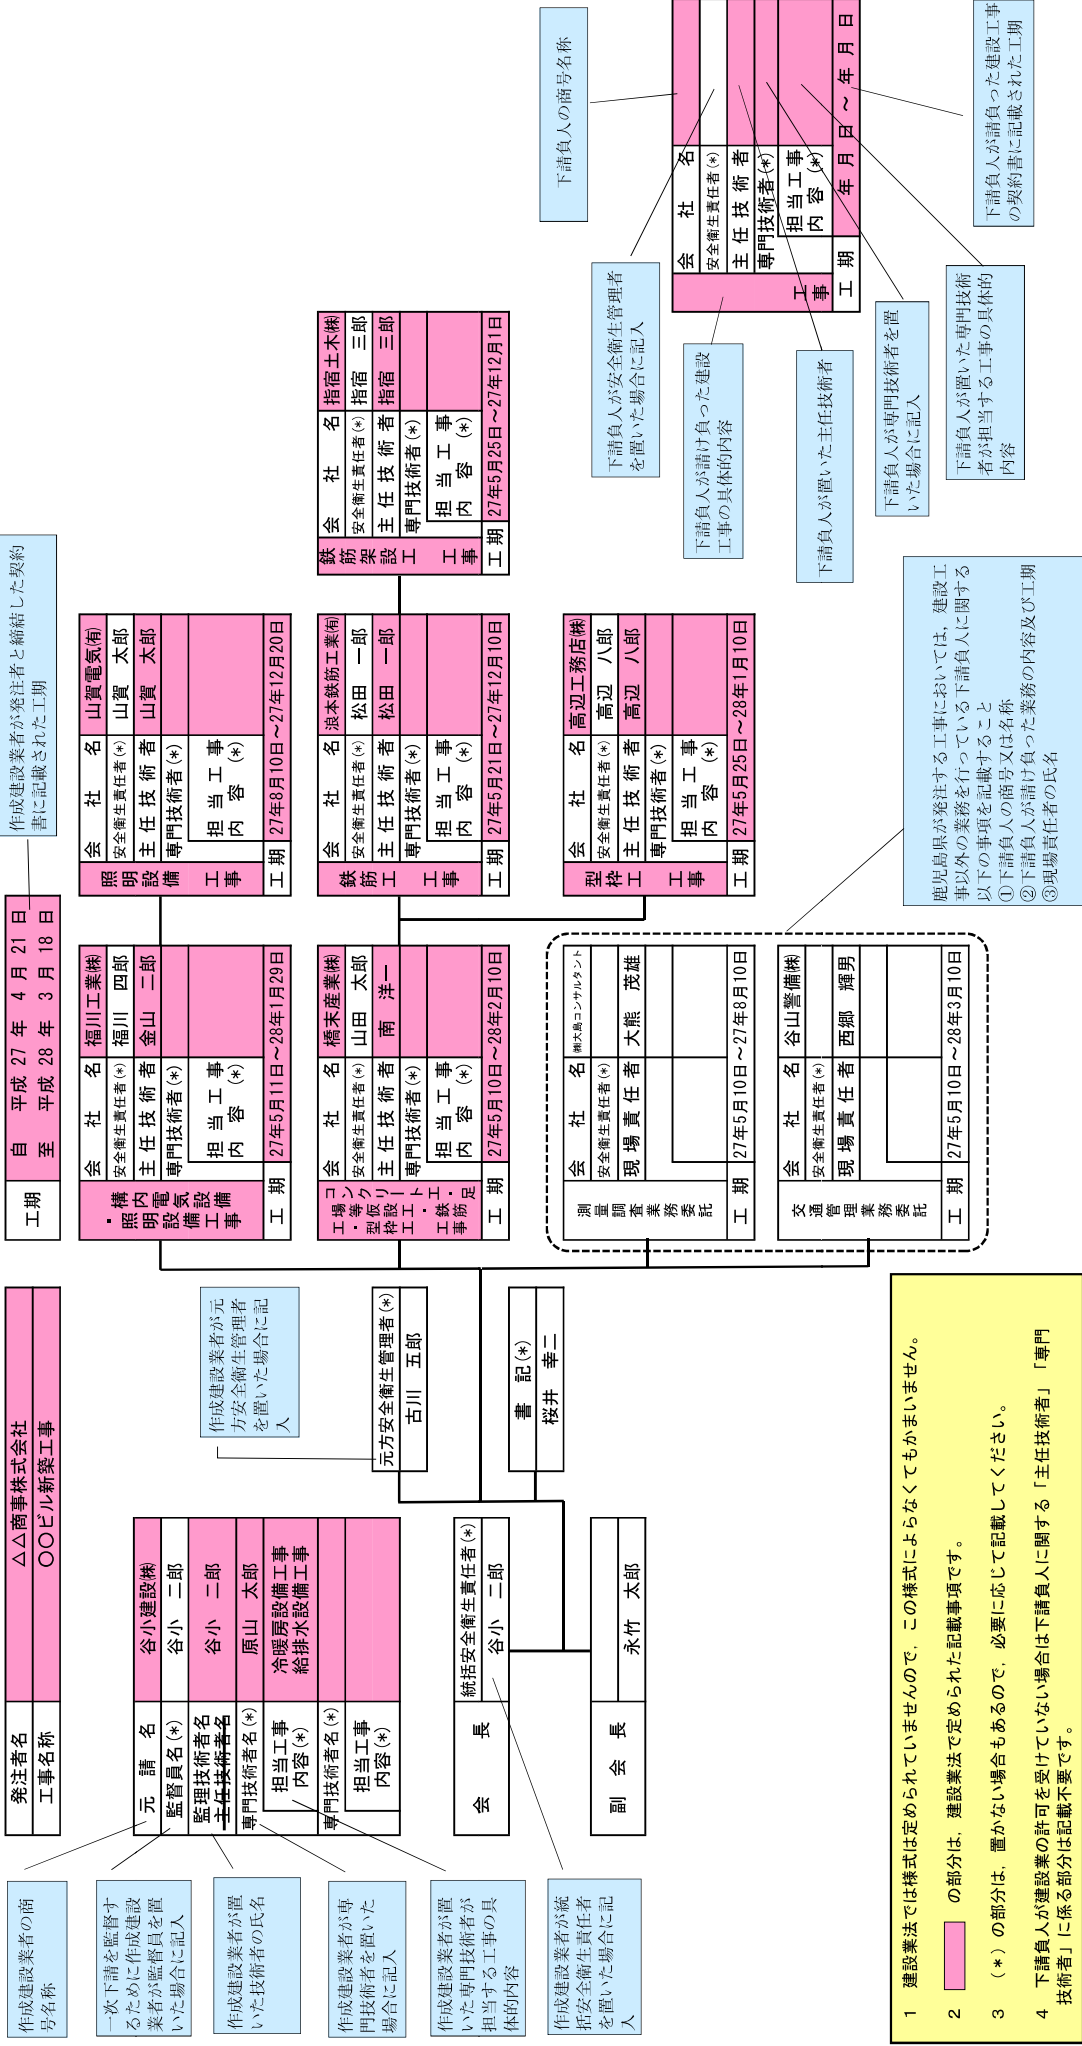 発注者名 △△商事株式会社
工事名称 〇〇ビル新築工事
工期 自 平成 27 年 4 月 21 日
至 平成 28 年 3 月 18 日
作成建設業者が発注者と締結した契約
書に記載された工期
作成建設業者の商
号名称
一次下請を監督す
るために作成建設
業者が監督員を置
いた場合に記入
作成建設業者が置
いた技術者の氏名
作成建設業者が専
門技術者を置いた
場合に記入
作成建設業者が置
いた専門技術者が
担当する工事の具
体的内容
作成建設業者が統
括安全衛生責任者
を置いた場合に記
入
元請名 谷小建設㈱
監督員名(*) 谷小 二郎
監理技術者名
主任技術者名
谷小 二郎
専門技術者名(*) 原山 太郎
担当工事
内容(*)
冷暖房設備工事
給排水設備工事
専門技術者名(*)
担当工事
内容(*)
会長
統括安全衛生責任者(*)
谷小 二郎
副会長 永竹 太郎
作成建設業者が元
方安全衛生管理者
を置いた場合に記
入
元方安全衛生管理者(*)
古川 五郎
書 記(*)
桜井 幸二
構内電気設備
・照明設備工事
会社名 福川工業㈱
安全衛生責任者(*) 福川 四郎
主任技術者 金山 二郎
専門技術者(*)
担当工事
内容(*)
工期 27年5月11日～28年1月29日
照明設備
工事
会社名 山賀電気㈲
安全衛生責任者(*) 山賀 太郎
主任技術者 山賀 太郎
専門技術者(*)
担当工事
内容(*)
工期 27年8月10日～27年12月20日
コンクリート工・足
場等仮設工・鉄筋
工・型枠工事
会社名 橋末産業㈱
安全衛生責任者(*) 山田 太郎
主任技術者 南 洋一
専門技術者(*)
担当工事
内容(*)
工期 27年5月10日～28年2月10日
鉄筋工
工事
会社名 浪本鉄筋工業㈲
安全衛生責任者(*) 松田 一郎
主任技術者 松田 一郎
専門技術者(*)
担当工事
内容(*)
工期 27年5月21日～27年12月10日
鉄筋架設工
工事
会社名 指宿土木㈱
安全衛生責任者(*) 指宿 三郎
主任技術者 指宿 三郎
専門技術者(*)
担当工事
内容(*)
工期 27年5月25日～27年12月1日
型枠工
工事
会社名 高辺工務店㈱
安全衛生責任者(*) 高辺 八郎
主任技術者 高辺 八郎
専門技術者(*)
担当工事
内容(*)
工期 27年5月25日～28年1月10日
測量調査業務委託
会社名 ㈱大島コンサルタント
安全衛生責任者(*)
現場責任者 大熊 茂雄
工期 27年5月10日～27年8月10日
交通管理業務委託
会社名 谷山警備㈱
安全衛生責任者(*)
現場責任者 西郷 輝男
工期 27年5月10日～28年3月10日
鹿児島県が発注する工事においては，建設工
事以外の業務を行っている下請負人に関する
以下の事項を記載すること
①下請負人の商号又は名称
②下請負人が請け負った業務の内容及び工期
③現場責任者の氏名
下請負人の商号名称
下請負人が安全衛生管理者
を置いた場合に記入
下請負人が請け負った建設
工事の具体的内容
下請負人が置いた主任技術者
下請負人が専門技術者を置
いた場合に記入
下請負人が置いた専門技術
者が担当する工事の具体的
内容
下請負人が請負った建設工事
の契約書に記載された工期
工事
会社名
安全衛生責任者(*)
主任技術者
専門技術者(*)
担当工事
内容(*)
工期 年 月 日 ～ 年 月 日
1 建設業法では様式は定められていませんので，この様式によらなくてもかまいません。
2 の部分は，建設業法で定められた記載事項です。
3 （*）の部分は，置かない場合もあるので，必要に応じて記載してください。
4 下請負人が建設業の許可を受けていない場合は下請負人に関する「主任技術者」「専門
技術者」に係る部分は記載不要です。